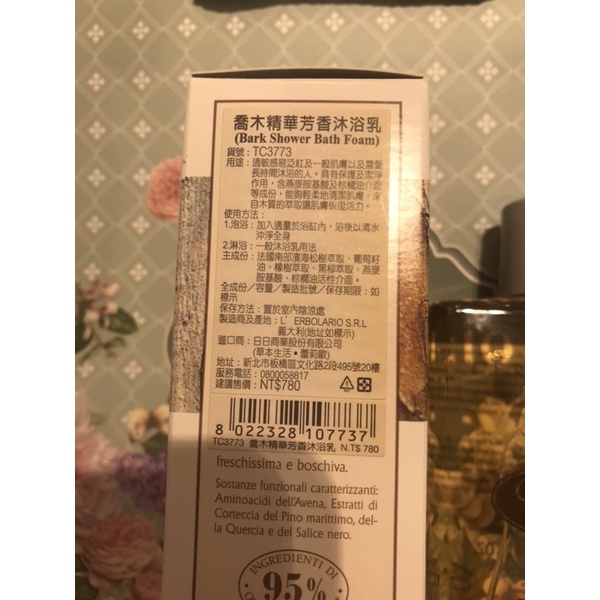 喬木精華芳香沐浴乳
(Bark Shower Bath Foam)
貨號：TC3773
用途：過敏感易泛紅及一般肌膚以及喜愛
長時間沐浴的人。具有保護及潔淨
作用，含燕麥胺基酸及棕櫚油介面
等成份，能夠輕柔地清潔肌膚，來
自木質的萃取讓肌膚恢復活力。
使用方法：
1.泡浴：加入適量於浴缸內，浴後以清水
沖淨全身
2.淋浴：一般沐浴乳用法
主成份：法國南部濱海松樹萃取、葡萄籽
油、橡樹萃取、黑柳萃取、燕麥
胺基酸、棕櫚油活性介面。
全成份/容量/製造批號/保存期限：如
標示
保存方法：置於室內陰涼處
製造商及產地：L'ERBOLARIO S.R.L
義大利(地址如標示)
進口商：日日商業股份有限公司
(草本生活・蕾莉歐)
地址：新北市板橋區文化路2段495號20樓
服務電話：0800058817
建議售價：NT$780
8 022328 107737
TC3773 喬木精華芳香沐浴乳 N.T$ 780
freschissima e boschiva.
Sostanze funzionali caratterizzanti:
Aminoacidi dell'Avena, Estratti di
Corteccia del Pino marittimo, del-
la Quercia e del Salice nero.
INGREDIENTI DI
95%